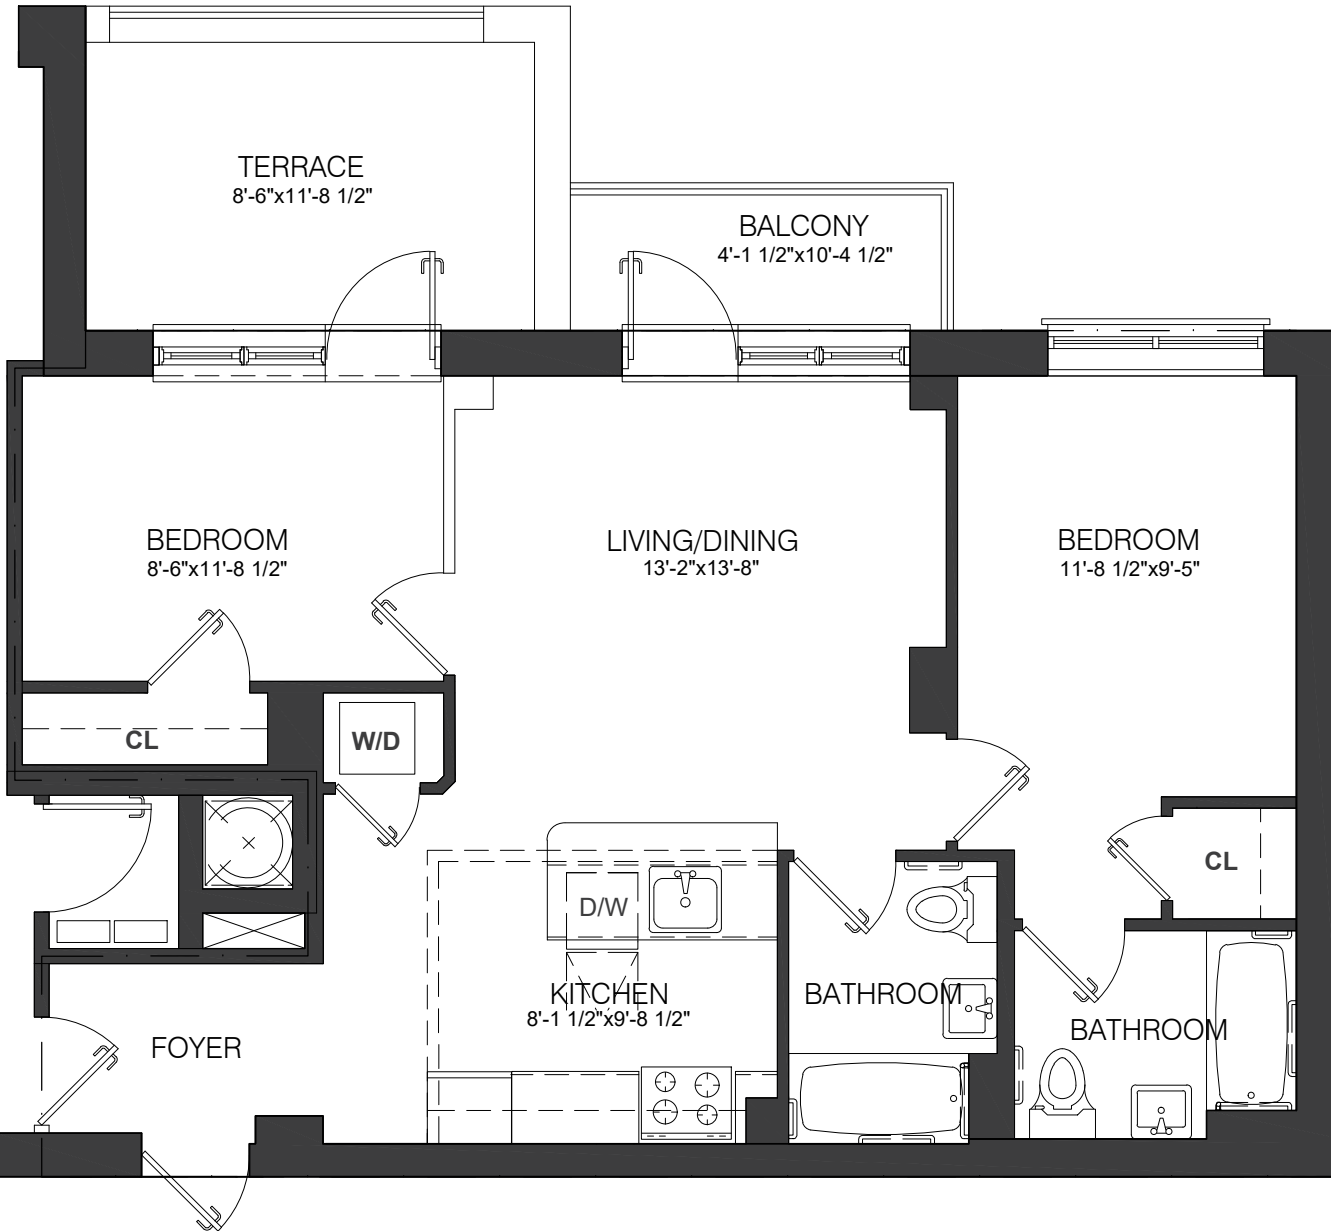 TERRACE
8'-6"x11'-8 1/2"
BALCONY
4'-1 1/2"x10'-4 1/2"
BEDROOM
8'-6"x11'-8 1/2"
LIVING/DINING
13'-2"x13'-8"
BEDROOM
11'-8 1/2"x9'-5"
CL
W/D
CL
D/W
KITCHEN
8'-1 1/2"x9'-8 1/2"
BATHROOM
BATHROOM
FOYER